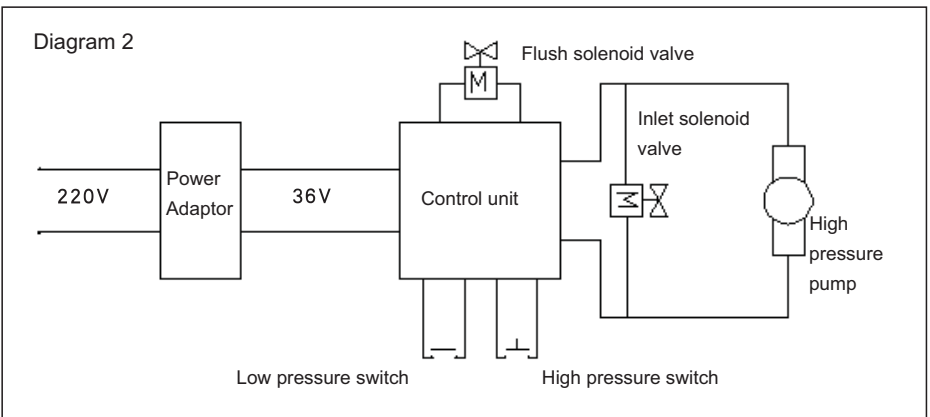 Diagram 2
Flush solenoid valve
M
Inlet solenoid
valve
M
220V
Power
Adaptor
36V
Control unit
High
pressure
pump
Low pressure switch
High pressure switch